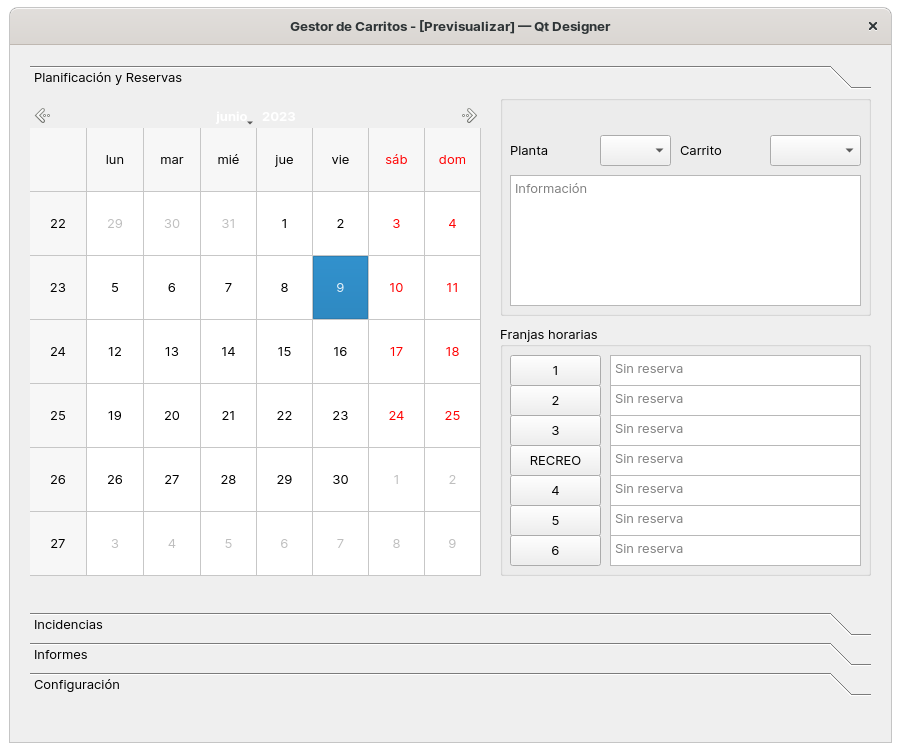 Gestor de Carritos - [Previsualizar] — Qt Designer
Planificación y Reservas
junio 2023
lun mar mié jue vie sáb dom
22 29 30 31 1 2 3 4
23 5 6 7 8 9 10 11
24 12 13 14 15 16 17 18
25 19 20 21 22 23 24 25
26 26 27 28 29 30 1 2
27 3 4 5 6 7 8 9
Planta Carrito
Información
Franjas horarias
1 Sin reserva
2 Sin reserva
3 Sin reserva
RECREO Sin reserva
4 Sin reserva
5 Sin reserva
6 Sin reserva
Incidencias
Informes
Configuración